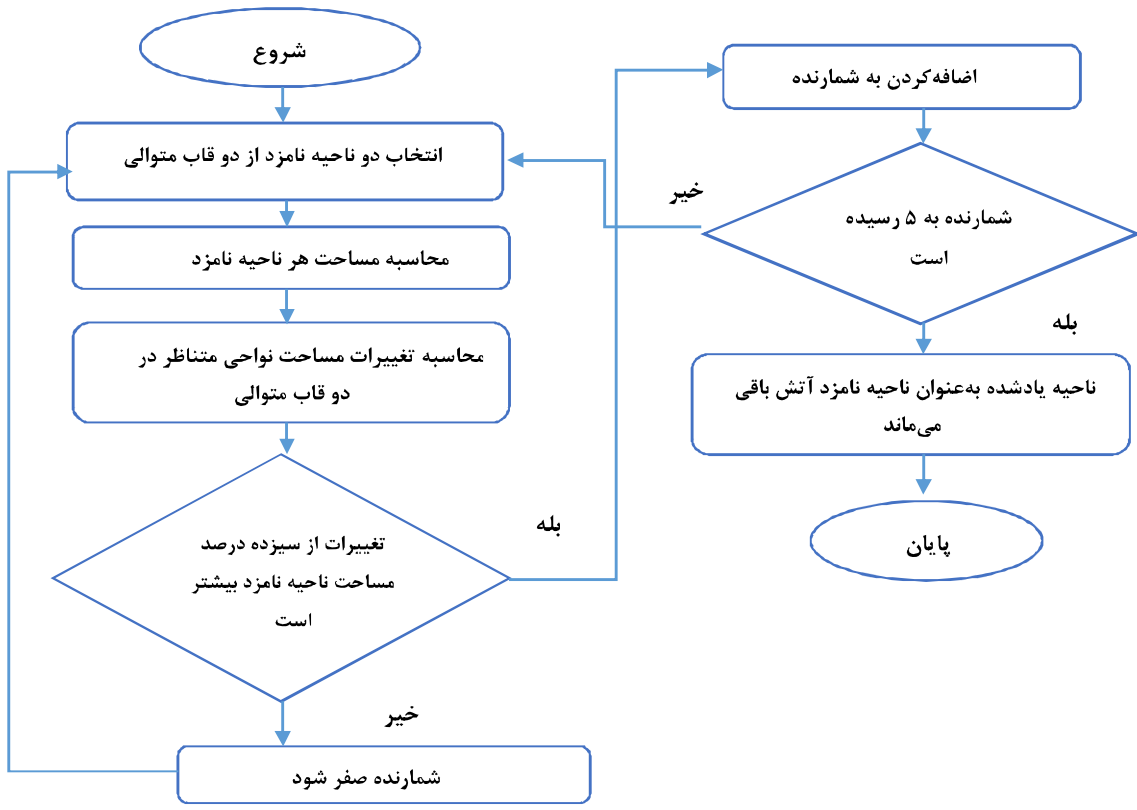 شروع
انتخاب دو ناحیه نامزد از دو قاب متوالی
محاسبه مساحت هر ناحیه نامزد
محاسبه تغییرات مساحت نواحی متناظر در
دو قاب متوالی
تغییرات از سیزده درصد
مساحت ناحیه نامزد بیشتر
است
بله
خیر
شمارنده صفر شود
اضافه‌کردن به شمارنده
شمارنده به ۵ رسیده
است
خیر
بله
ناحیه یادشده به‌عنوان ناحیه نامزد آتش باقی
می‌ماند
پایان